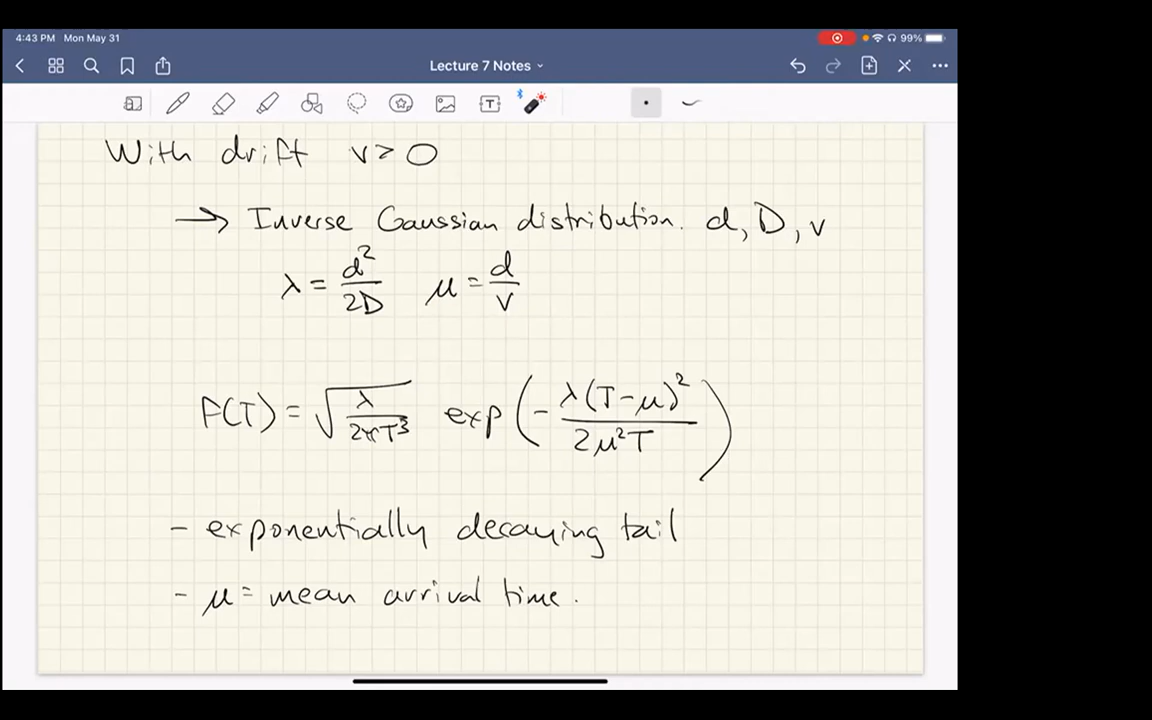 4:43 PM Mon May 31
99%
Lecture 7 Notes
With drift v > 0
→ Inverse Gaussian distribution. d, D, v
λ = d²/2D μ = d/v
F(T) = √(λ/2πT³) exp(-λ(T-μ)²/2μ²T)
- exponentially decaying tail
- μ = mean arrival time.